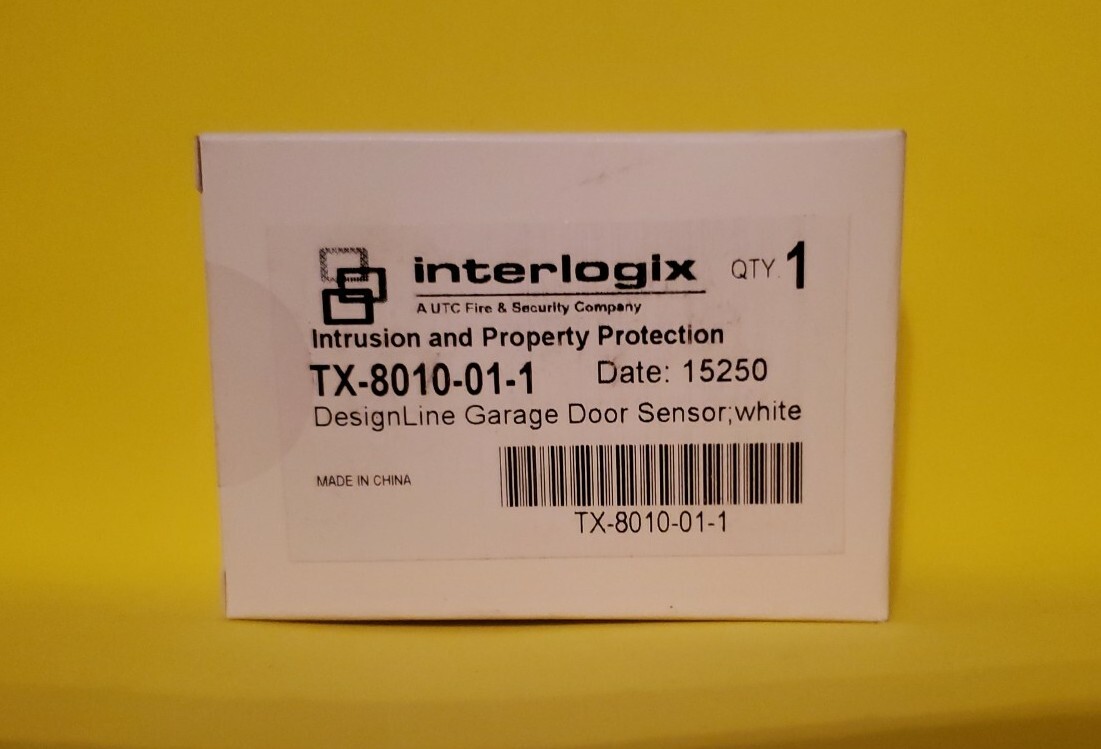 interlogix QTY. 1
A UTC Fire & Security Company
Intrusion and Property Protection
TX-8010-01-1 Date: 15250
DesignLine Garage Door Sensor;white
MADE IN CHINA
TX-8010-01-1